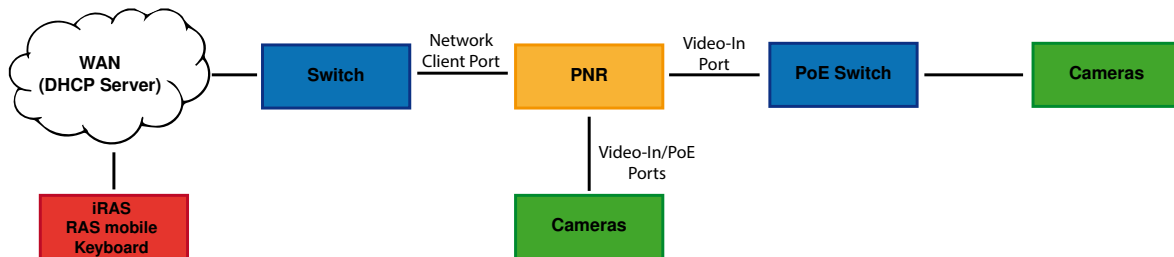 WAN
(DHCP Server)
Switch
Network
Client Port
PNR
Video-In
Port
PoE Switch
Cameras
Video-In/PoE
Ports
iRAS
RAS mobile
Keyboard
Cameras